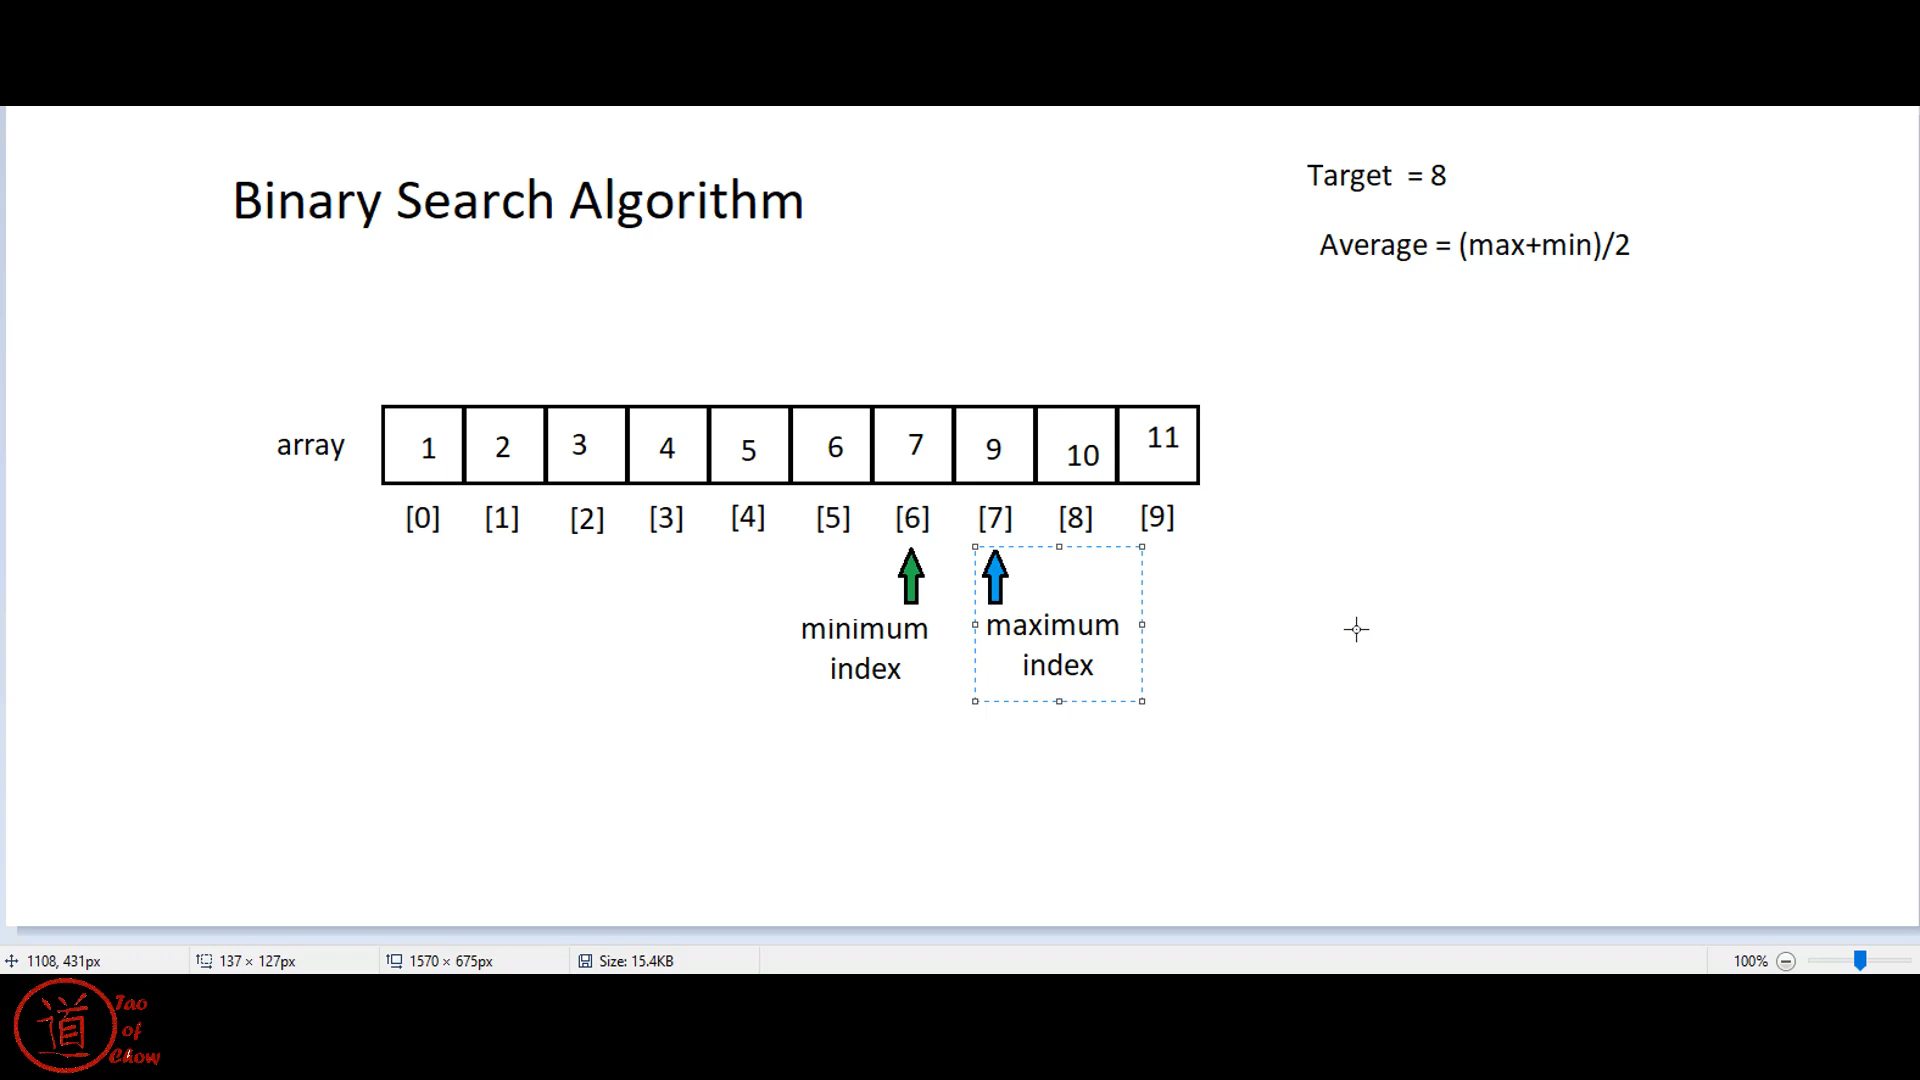 Binary Search Algorithm
Target = 8
Average = (max+min)/2
array 1 2 3 4 5 6 7 9 10 11
[0] [1] [2] [3] [4] [5] [6] [7] [8] [9]
minimum
index
maximum
index
1108, 431px 137 × 127px 1570 × 675px Size: 15.4KB 100%
道
Tao
of
Chow